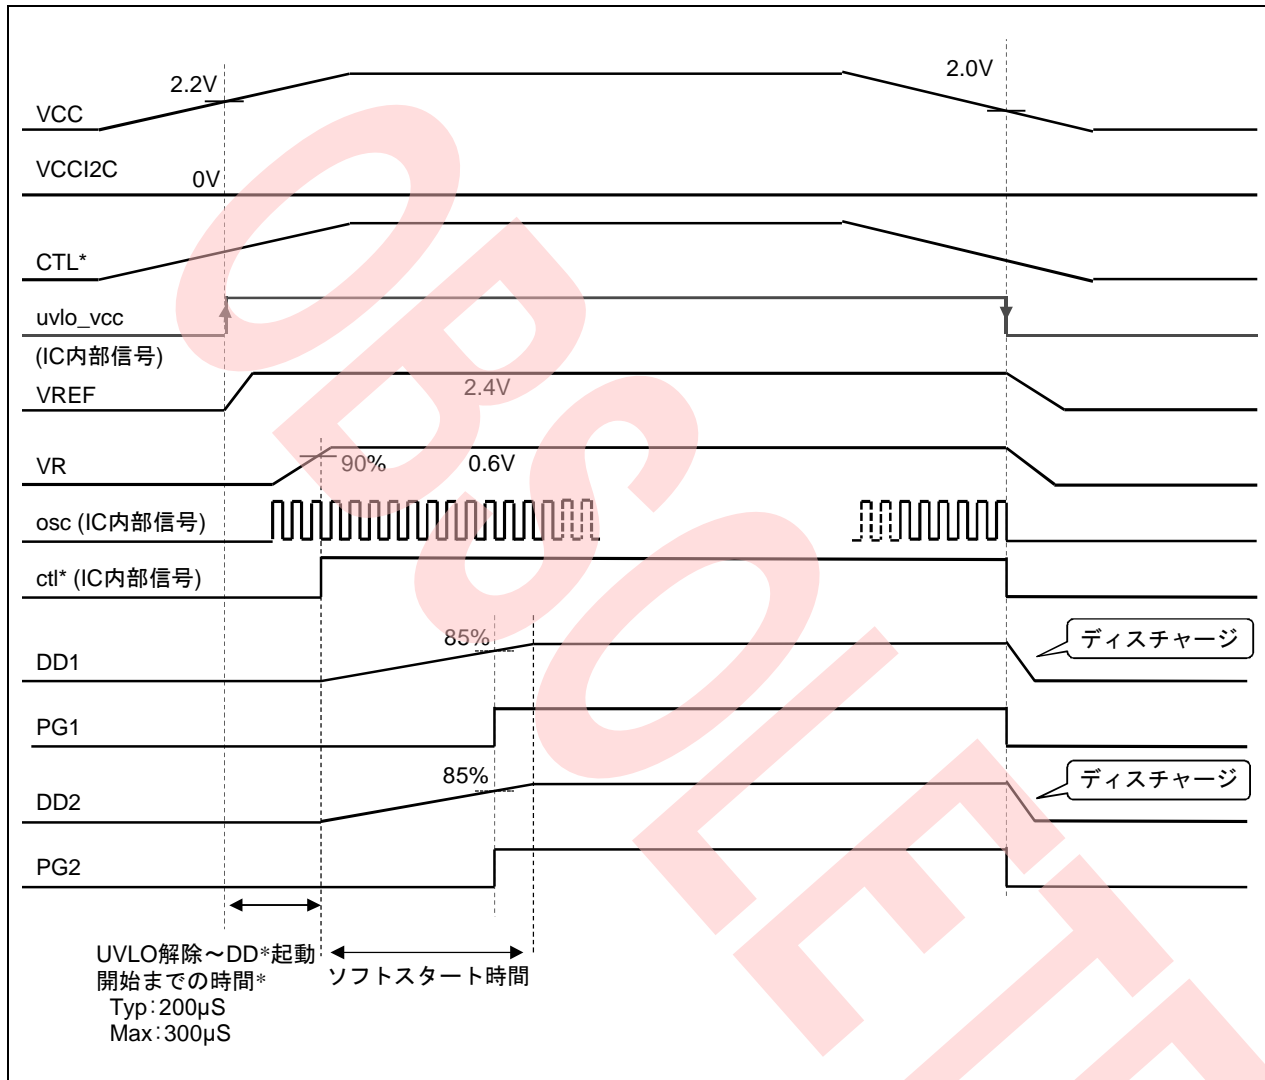 2.2V
2.0V
VCC
VCCI2C
0V
CTL*
uvlo_vcc
(IC内部信号)
VREF
2.4V
VR
90%
0.6V
osc (IC内部信号)
ctl* (IC内部信号)
85%
DD1
ディスチャージ
PG1
85%
DD2
ディスチャージ
PG2
UVLO解除～DD*起動
開始までの時間*
Typ:200µS
Max:300µS
ソフトスタート時間
OBSOLETE